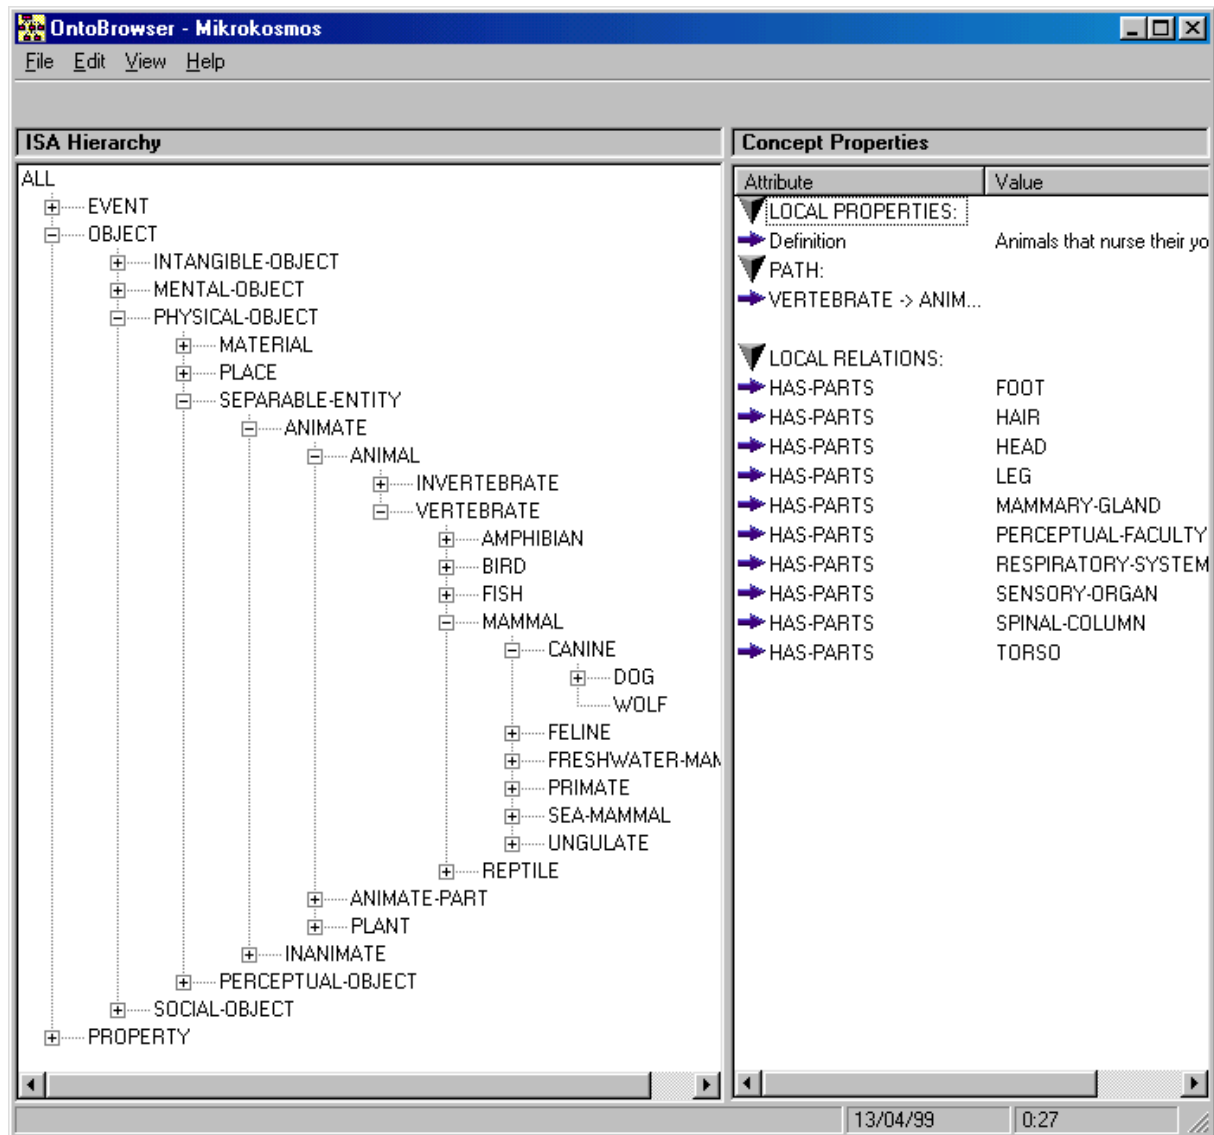 OntoBrowser - Mikrokosmos
File Edit View Help
ISA Hierarchy
ALL
EVENT
OBJECT
INTANGIBLE-OBJECT
MENTAL-OBJECT
PHYSICAL-OBJECT
MATERIAL
PLACE
SEPARABLE-ENTITY
ANIMATE
ANIMAL
INVERTEBRATE
VERTEBRATE
AMPHIBIAN
BIRD
FISH
MAMMAL
CANINE
DOG
WOLF
FELINE
FRESHWATER-MAM
PRIMATE
SEA-MAMMAL
UNGULATE
REPTILE
ANIMATE-PART
PLANT
INANIMATE
PERCEPTUAL-OBJECT
SOCIAL-OBJECT
PROPERTY
Concept Properties
Attribute Value
LOCAL PROPERTIES:
Definition Animals that nurse their yo
PATH:
VERTEBRATE -> ANIM...
LOCAL RELATIONS:
HAS-PARTS FOOT
HAS-PARTS HAIR
HAS-PARTS HEAD
HAS-PARTS LEG
HAS-PARTS MAMMARY-GLAND
HAS-PARTS PERCEPTUAL-FACULTY
HAS-PARTS RESPIRATORY-SYSTEM
HAS-PARTS SENSORY-ORGAN
HAS-PARTS SPINAL-COLUMN
HAS-PARTS TORSO
13/04/99 0:27